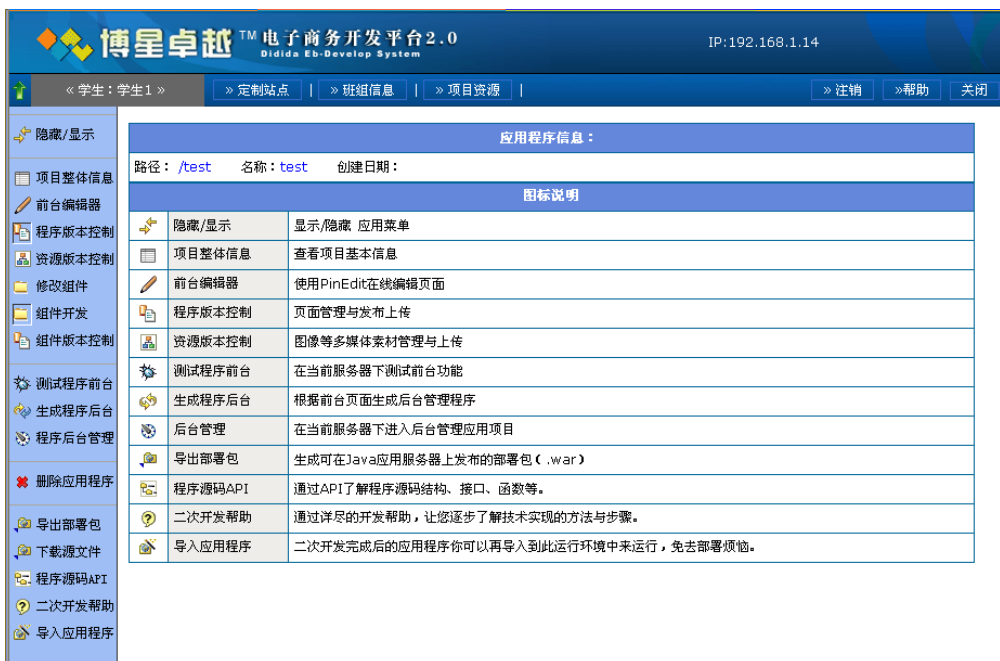 博星卓越 TM 电子商务开发平台2.0
Didida Eb-Develop System
IP:192.168.1.14
«学生：学生1 » » 定制站点 | » 班组信息 | » 项目资源 | » 注销 »帮助 关闭
隐藏/显示
项目整体信息
前台编辑器
程序版本控制
资源版本控制
修改组件
组件开发
组件版本控制
测试程序前台
生成程序后台
程序后台管理
删除应用程序
导出部署包
下载源文件
程序源码API
二次开发帮助
导入应用程序
应用程序信息：
路径： /test 名称：test 创建日期：
图标说明
隐藏/显示 显示/隐藏 应用菜单
项目整体信息 查看项目基本信息
前台编辑器 使用PinEdit在线编辑页面
程序版本控制 页面管理与发布上传
资源版本控制 图像等多媒体素材管理与上传
测试程序前台 在当前服务器下测试前台功能
生成程序后台 根据前台页面生成后台管理程序
后台管理 在当前服务器下进入后台管理应用项目
导出部署包 生成可在Java应用服务器上发布的部署包(.war)
程序源码API 通过API了解程序源码结构、接口、函数等。
二次开发帮助 通过详尽的开发帮助，让您逐步了解技术实现的方法与步骤。
导入应用程序 二次开发完成后的应用程序你可以再导入到此运行环境中来运行，免去部署烦恼。